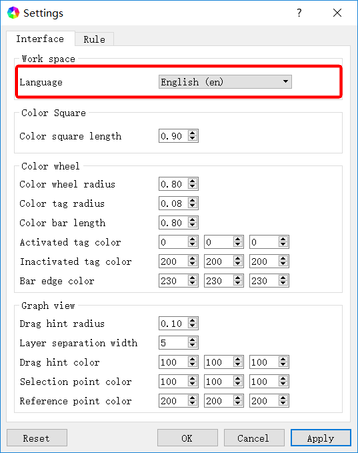 Settings
Interface Rule
Work space
Language English (en)
Color Square
Color square length 0.90
Color wheel
Color wheel radius 0.80
Color tag radius 0.08
Color bar length 0.80
Activated tag color 0 0 0
Inactivated tag color 200 200 200
Bar edge color 230 230 230
Graph view
Drag hint radius 0.10
Layer separation width 5
Drag hint color 100 100 100
Selection point color 100 100 100
Reference point color 200 200 200
Reset OK Cancel Apply